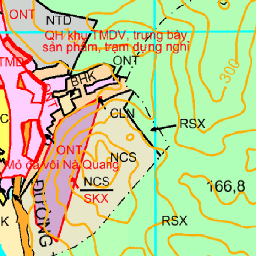 ONT
NTD
QH khu TMDV, trưng bày
sản phẩm, trạm dừng nghỉ
TMD
ONT
BHK
ONT
CLN
RSX
300
ONT
Mỏ đá vôi Nà Quang
NCS
NCS
SKX
166,8
ĐƯỜNG
K
RSX